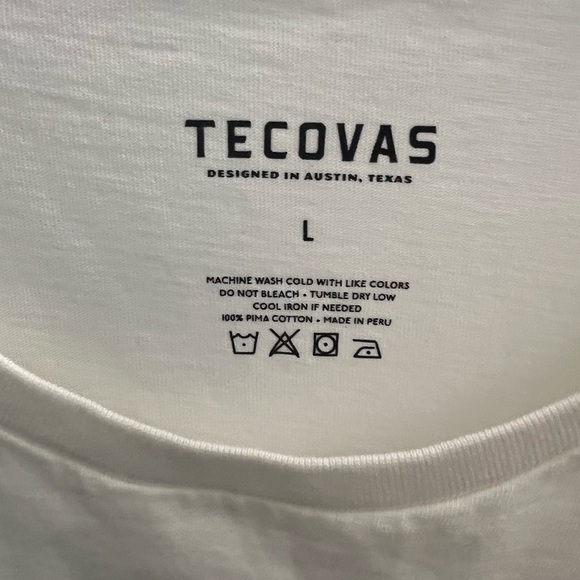 TECOVAS
DESIGNED IN AUSTIN, TEXAS
L
MACHINE WASH COLD WITH LIKE COLORS
DO NOT BLEACH • TUMBLE DRY LOW
COOL IRON IF NEEDED
100% PIMA COTTON • MADE IN PERU